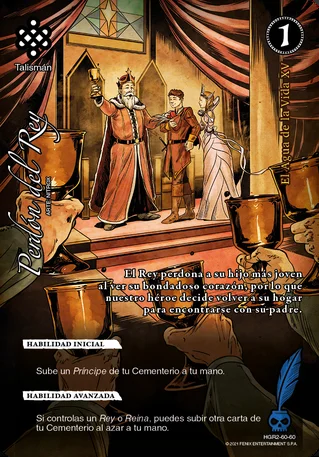 Talismán
1
Perdón del Rey
El Agua de la Vida XV
El Rey perdona a su hijo más joven
al ver su bondadoso corazón, por lo que
nuestro héroe decide volver a su hogar
para encontrarse con su padre.
HABILIDAD INICIAL
Sube un Príncipe de tu Cementerio a tu mano.
HABILIDAD AVANZADA
Si controlas un Rey o Reina, puedes subir otra carta de
tu Cementerio al azar a tu mano.
HGR2-60-60
© 2021 FENIX ENTERTAINMENT S.P.A.